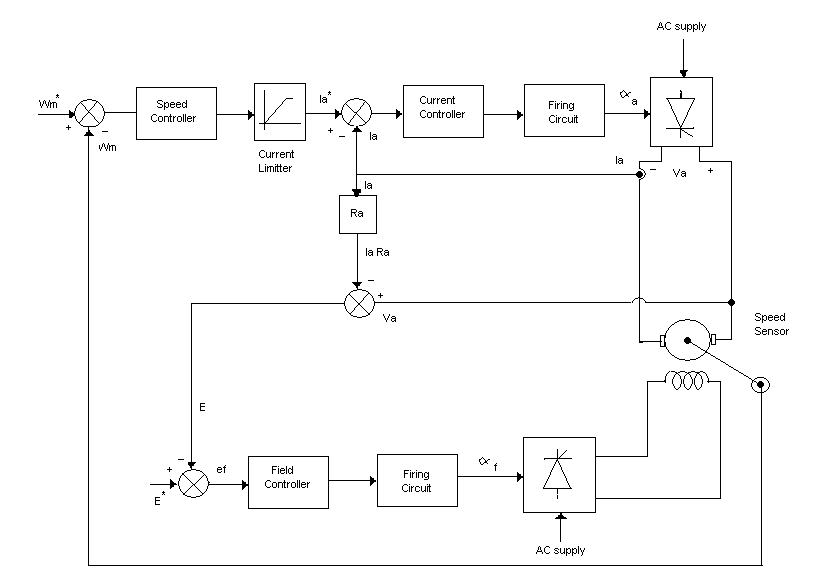 AC supply
Wm*
+
−
Wm
Speed
Controller
Current
Limitter
Ia*
+
−
Ia
Current
Controller
Firing
Circuit
∝a
Ia
−
Va
+
Ia
Ra
Ia Ra
−
+
Va
Speed
Sensor
E
−
+
E*
ef
Field
Controller
Firing
Circuit
∝f
AC supply